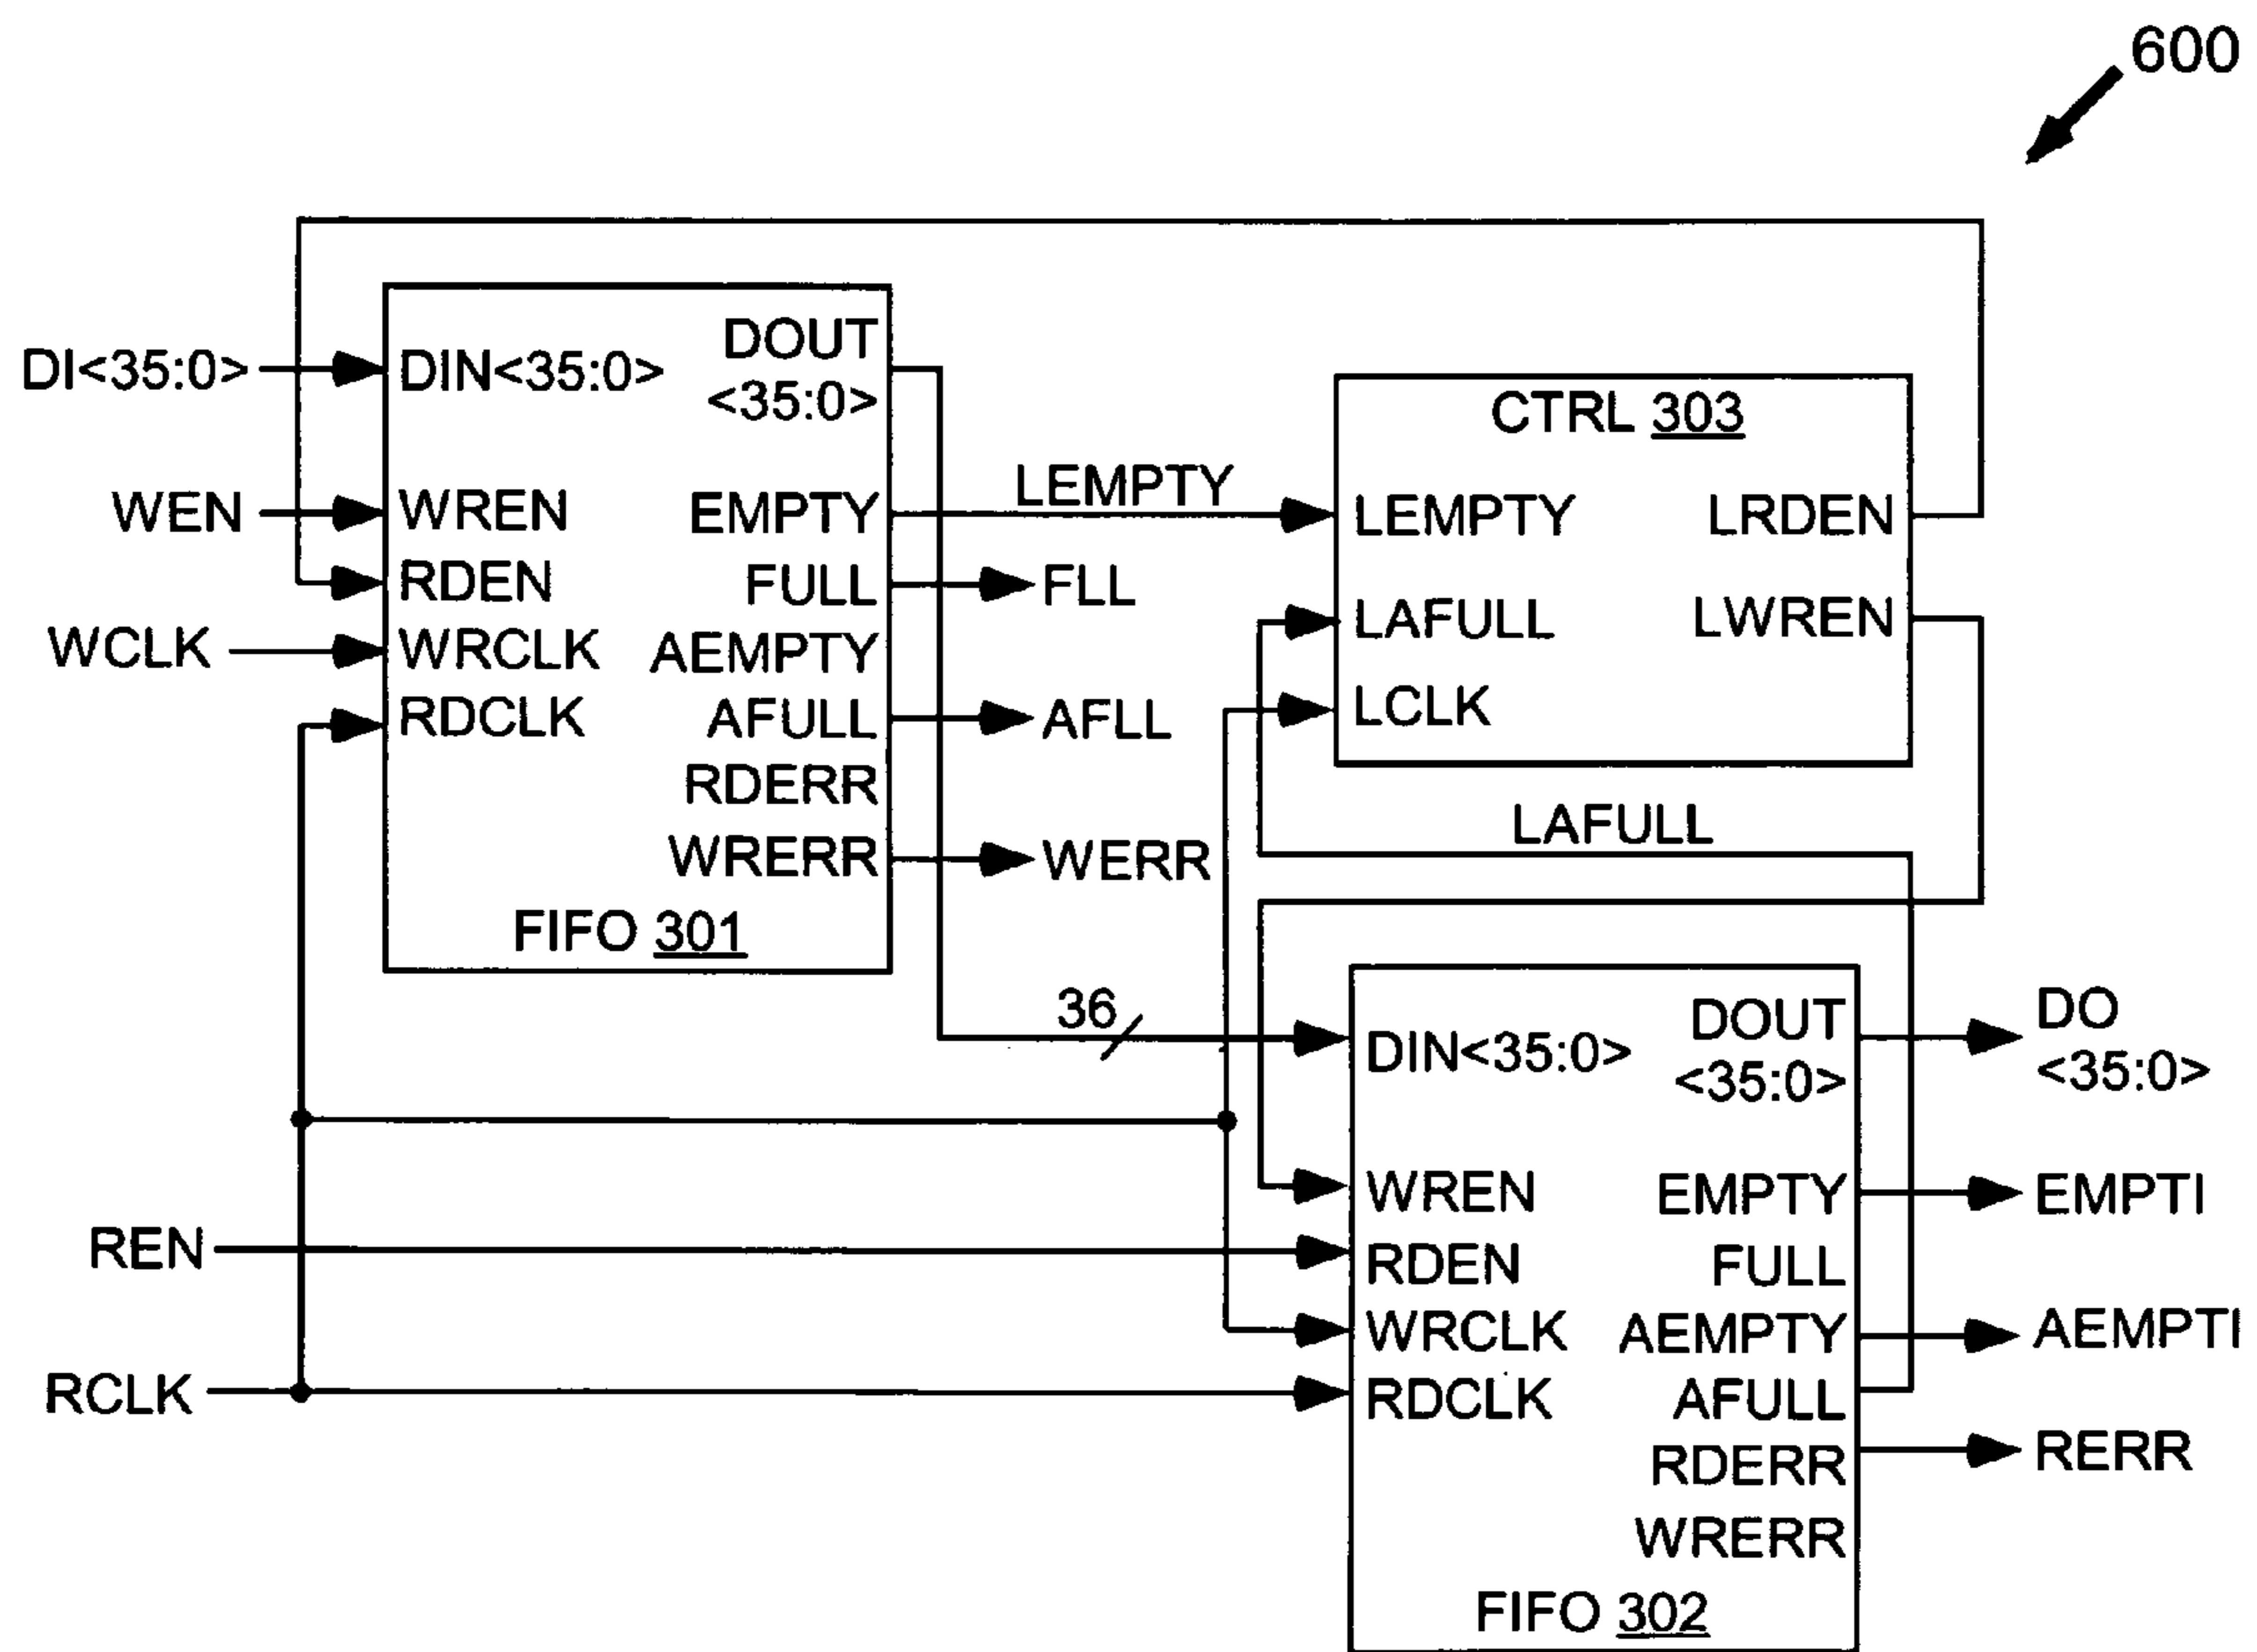 600
DI<35:0>
WEN
WCLK
DIN<35:0>
WREN
RDEN
WRCLK
RDCLK
DOUT
<35:0>
EMPTY
FULL
AEMPTY
AFULL
RDERR
WRERR
FIFO 301
LEMPTY
FLL
AFLL
WERR
CTRL 303
LEMPTY
LAFULL
LCLK
LRDEN
LWREN
LAFULL
36
REN
RCLK
DIN<35:0>
WREN
RDEN
WRCLK
RDCLK
DOUT
<35:0>
EMPTY
FULL
AEMPTY
AFULL
RDERR
WRERR
FIFO 302
DO
<35:0>
EMPTI
AEMPTI
RERR